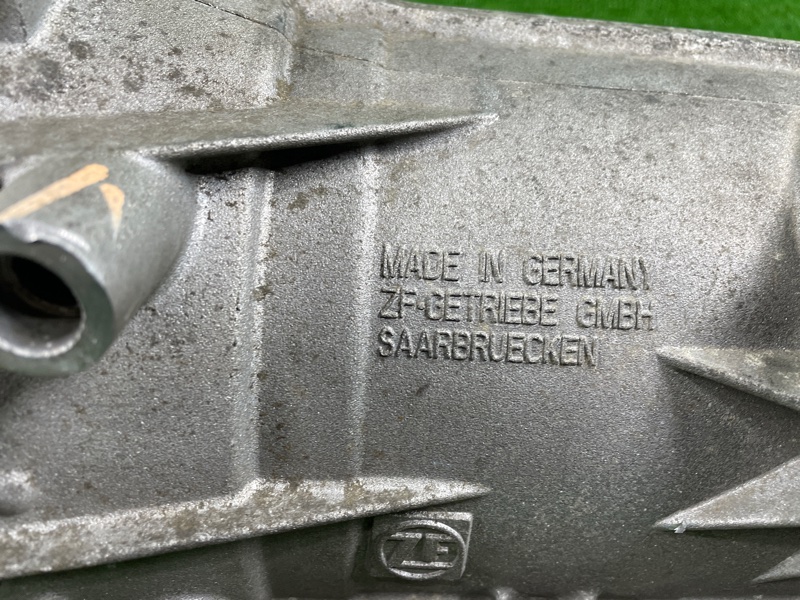 MADE IN GERMANY
ZF-GETRIEBE GMBH
SAARBRUECKEN
ZF